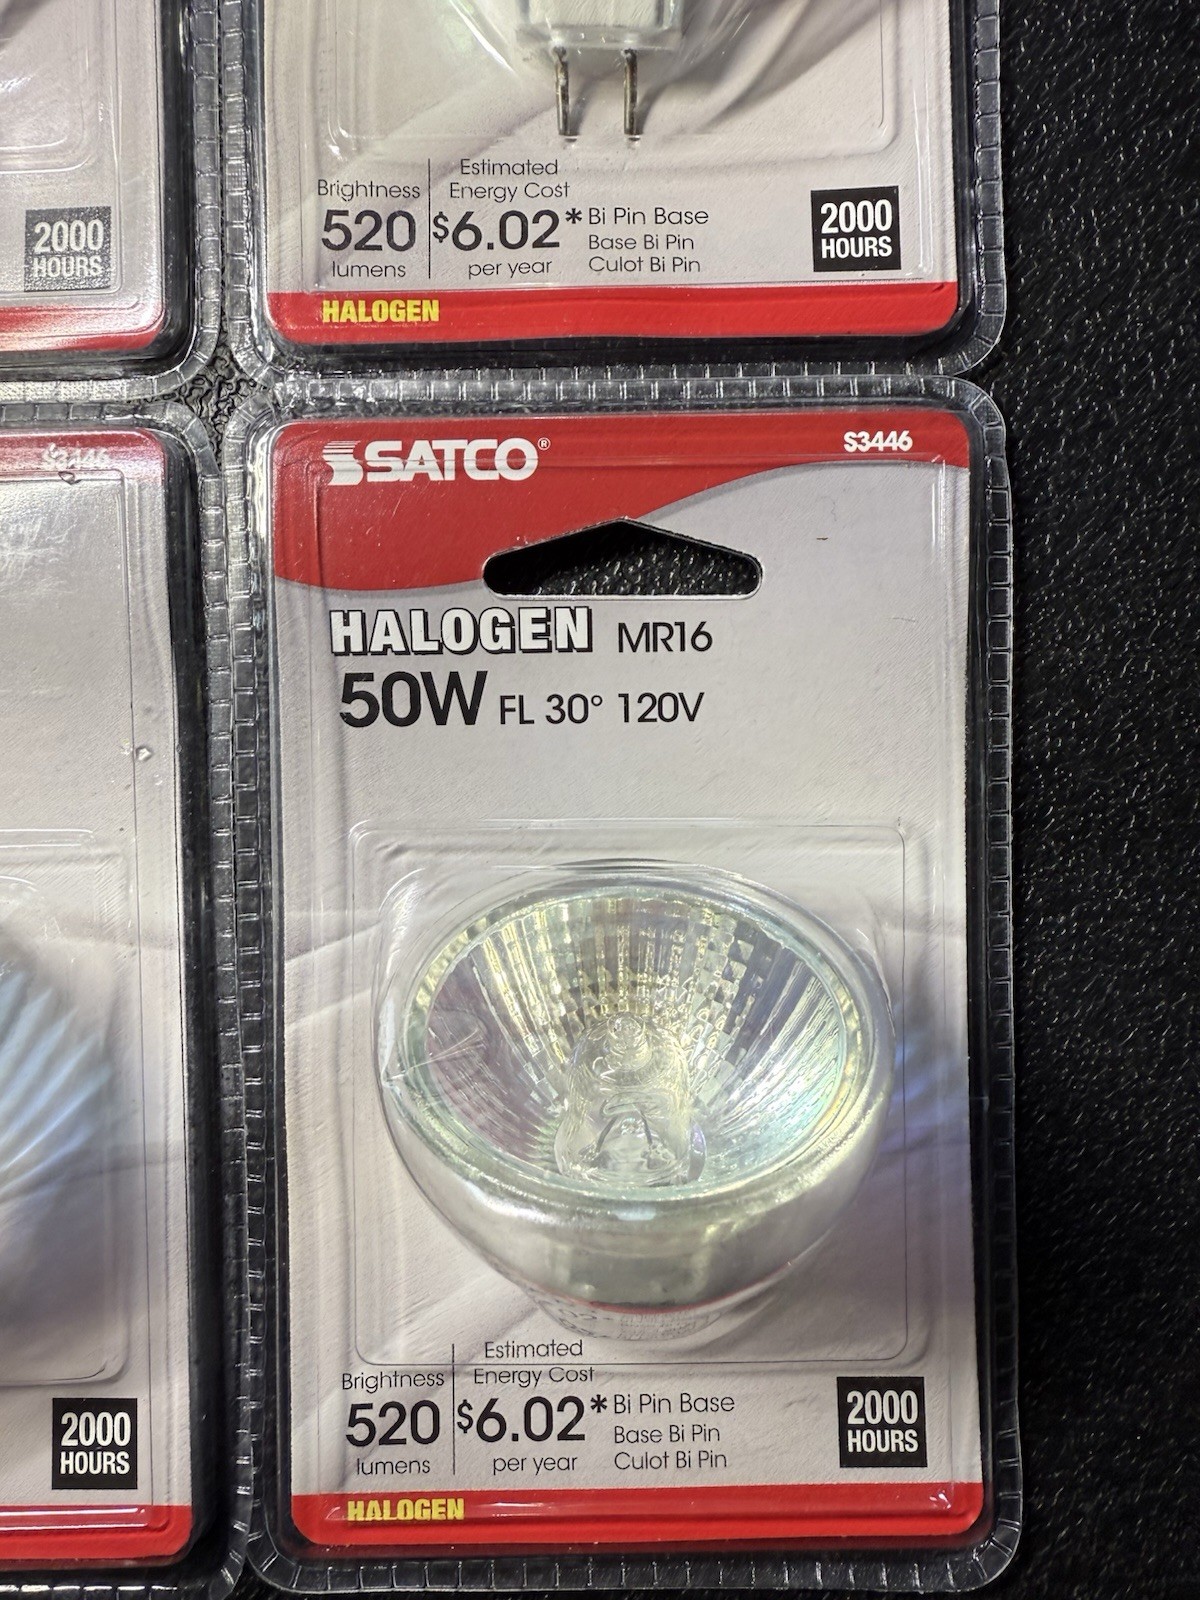 Estimated
Brightness Energy Cost
520 $6.02* Bi Pin Base
Base Bi Pin
lumens per year Culot Bi Pin
2000
HOURS
HALOGEN
2000
HOURS
S3446
2000
HOURS
SATCO®
S3446
HALOGEN MR16
50W FL 30° 120V
Estimated
Brightness Energy Cost
520 $6.02* Bi Pin Base
Base Bi Pin
lumens per year Culot Bi Pin
2000
HOURS
HALOGEN